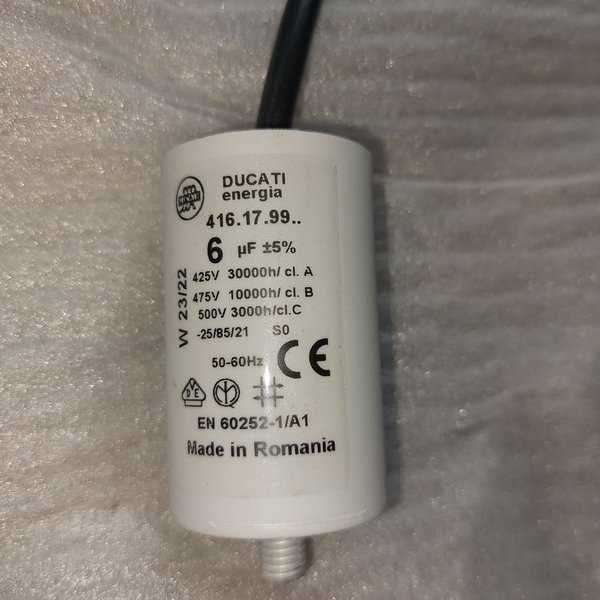 DUCATI
energia
416.17.99..
6 µF ±5%
425V 30000h/ cl. A
475V 10000h/ cl. B
500V 3000h/cl.C
-25/85/21 S0
50-60Hz CE
W 23/22
VDE
EN 60252-1/A1
Made in Romania